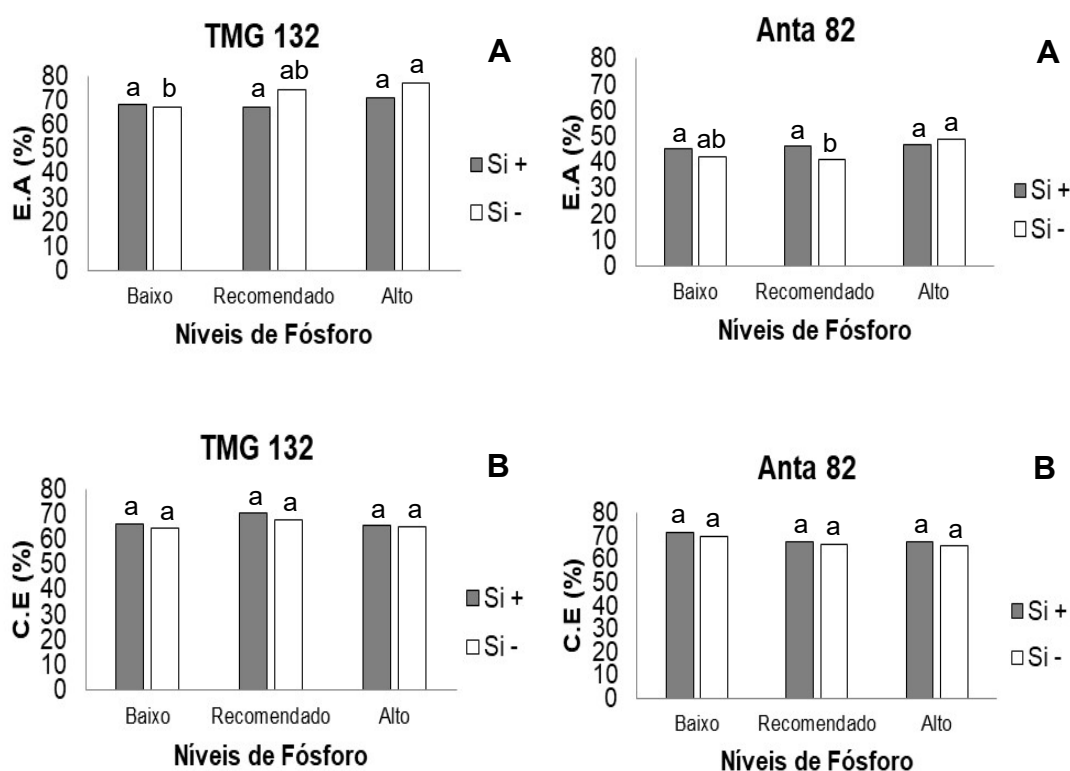 TMG 132
A
80
70
60
50
40
30
20
10
0
E.A (%)
a b a ab a a
Si +
Si -
Baixo Recomendado Alto
Níveis de Fósforo
Anta 82
A
80
70
60
50
40
30
20
10
0
E.A (%)
a ab a b a a
Si +
Si -
Baixo Recomendado Alto
Níveis de Fósforo
TMG 132
B
80
70
60
50
40
30
20
10
0
C.E (%)
a a a a a a
Si +
Si -
Baixo Recomendado Alto
Níveis de Fósforo
Anta 82
B
80
70
60
50
40
30
20
10
0
C.E (%)
a a a a a a
Si +
Si -
Baixo Recomendado Alto
Níveis de Fósforo